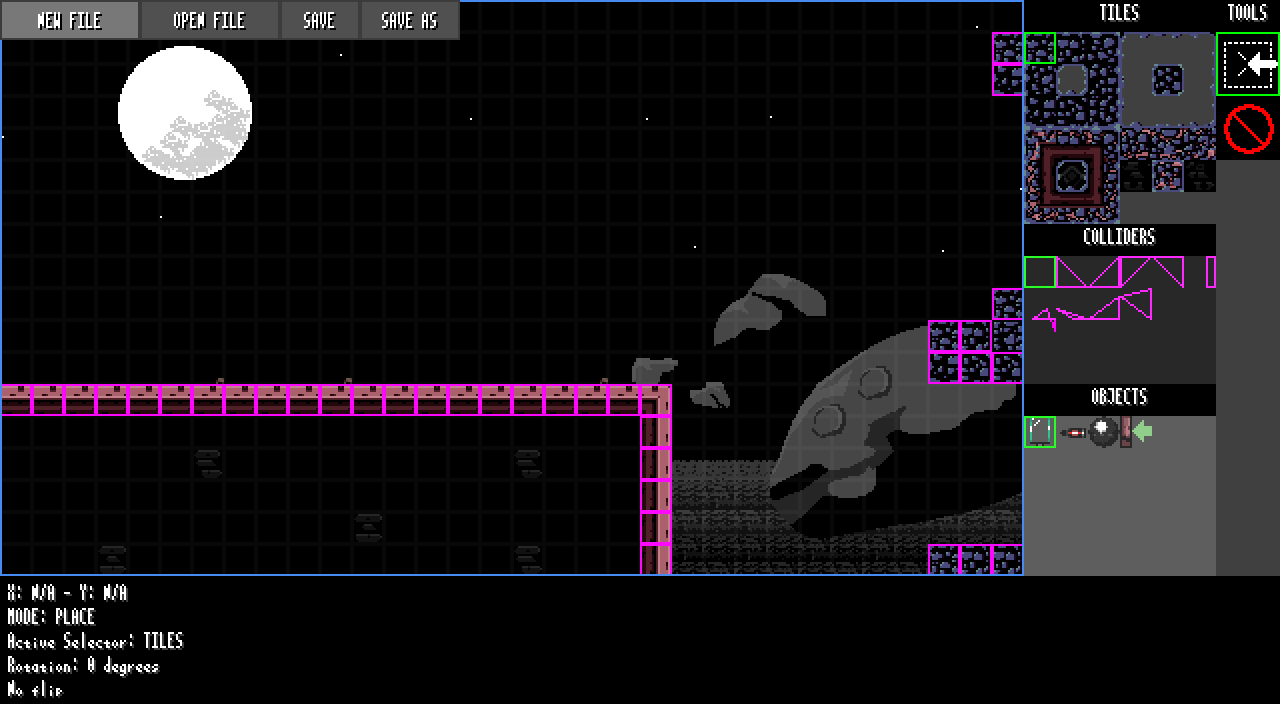 NEW FILE OPEN FILE SAVE SAVE AS
TILES TOOLS
COLLIDERS
OBJECTS
X: N/A - Y: N/A
MODE: PLACE
Active Selector: TILES
Rotation: 0 degrees
No flip